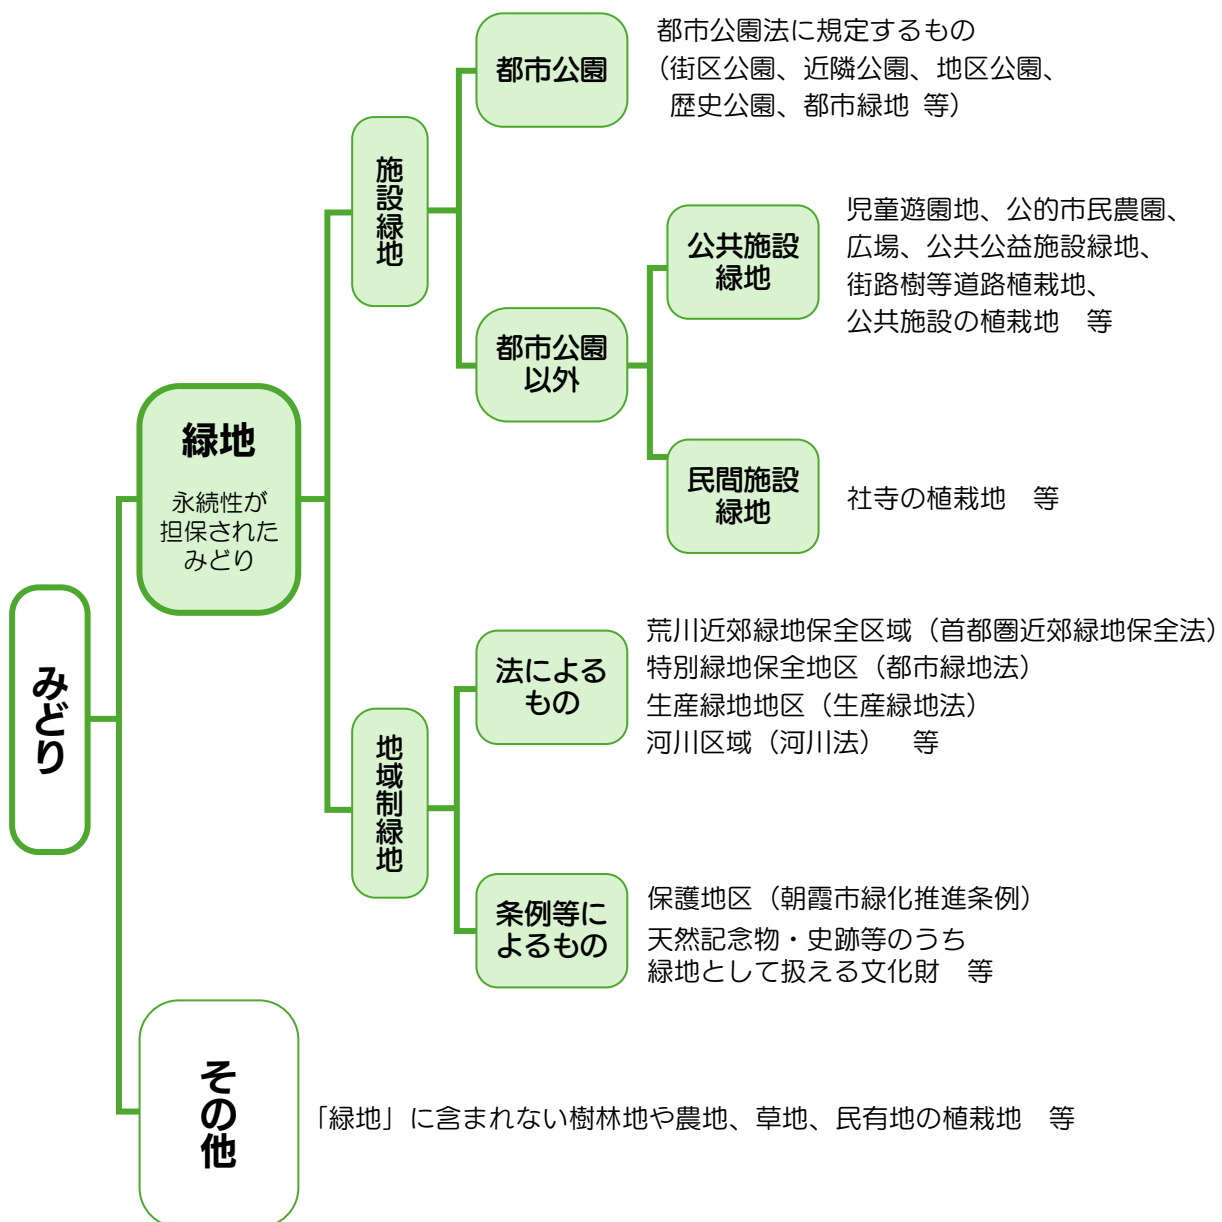 みどり
緑地
永続性が
担保された
みどり
施設緑地
都市公園
都市公園法に規定するもの
（街区公園、近隣公園、地区公園、
歴史公園、都市緑地 等）
都市公園
以外
公共施設
緑地
児童遊園地、公的市民農園、
広場、公共公益施設緑地、
街路樹等道路植栽地、
公共施設の植栽地　等
民間施設
緑地
社寺の植栽地　等
地域制緑地
法による
もの
荒川近郊緑地保全区域（首都圏近郊緑地保全法）
特別緑地保全地区（都市緑地法）
生産緑地地区（生産緑地法）
河川区域（河川法）　等
条例等に
よるもの
保護地区（朝霞市緑化推進条例）
天然記念物・史跡等のうち
緑地として扱える文化財　等
その他
「緑地」に含まれない樹林地や農地、草地、民有地の植栽地　等